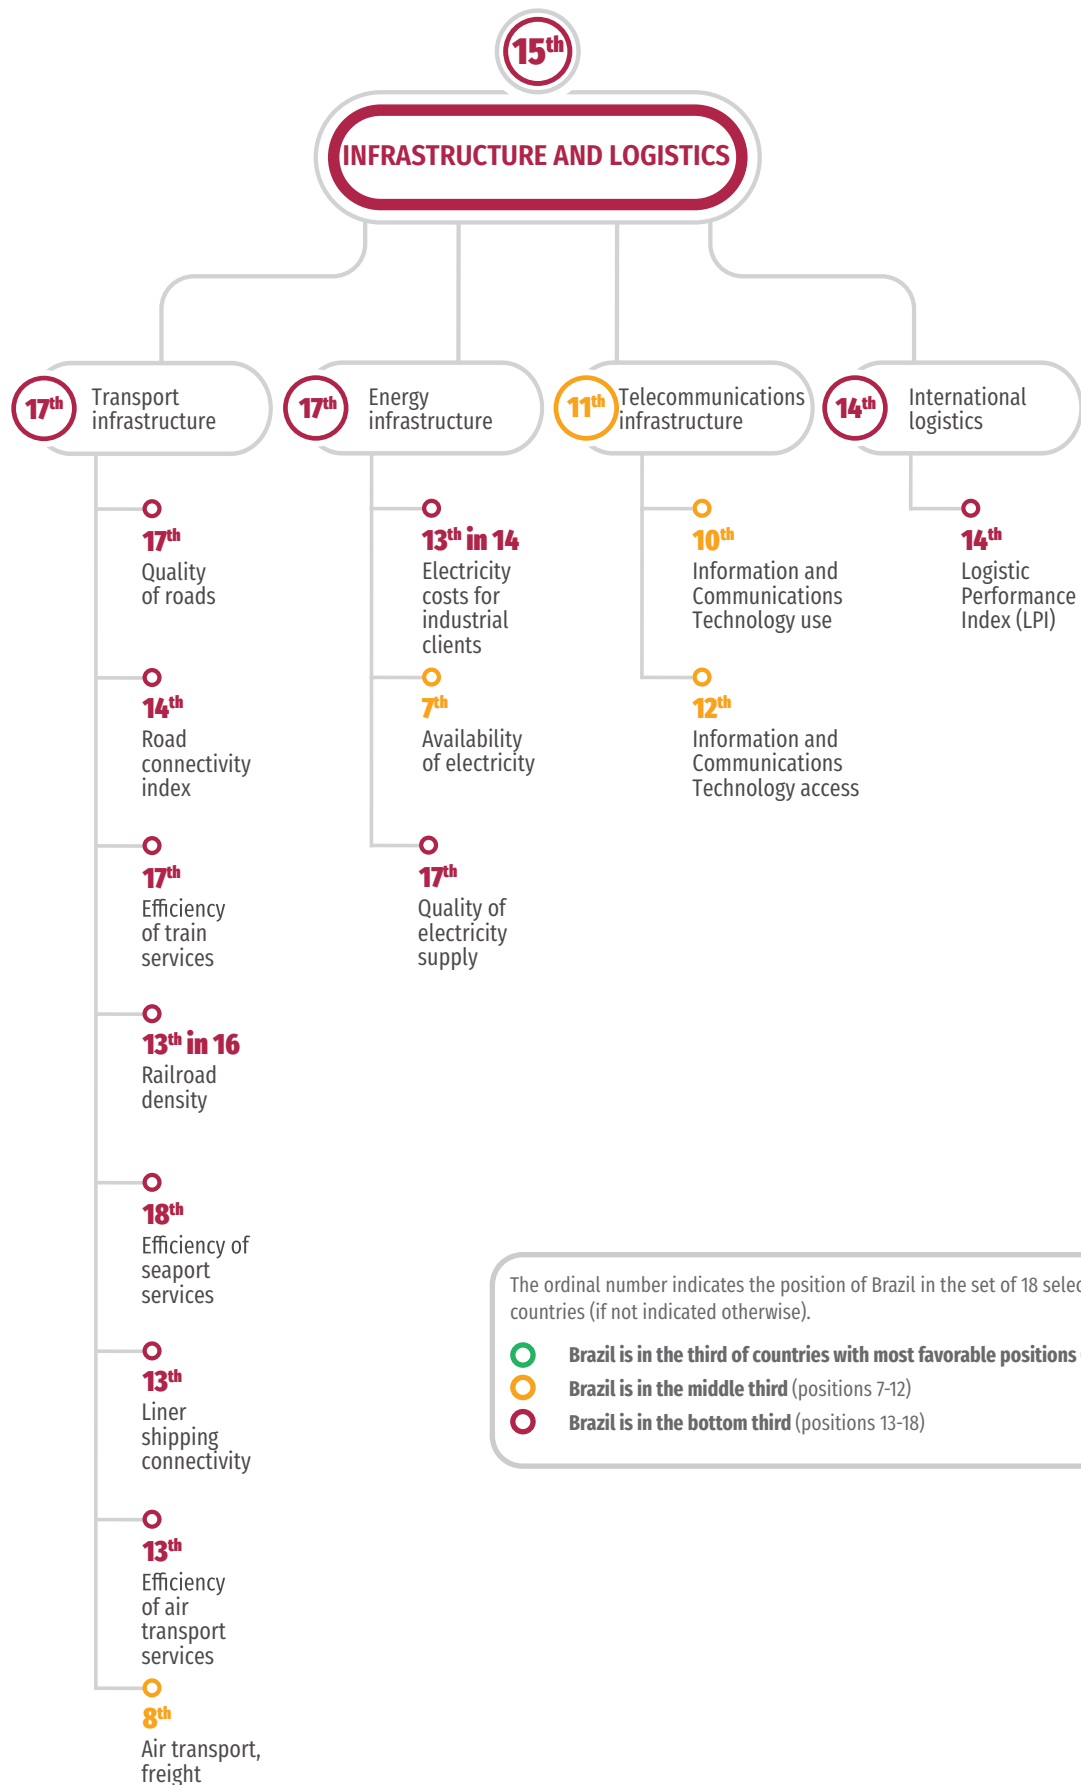 15th
INFRASTRUCTURE AND LOGISTICS
17th
Transport
infrastructure
17th
Quality
of roads
14th
Road
connectivity
index
17th
Efficiency
of train
services
13th in 16
Railroad
density
18th
Efficiency of
seaport
services
13th
Liner
shipping
connectivity
13th
Efficiency
of air
transport
services
8th
Air transport,
freight
17th
Energy
infrastructure
13th in 14
Electricity
costs for
industrial
clients
7th
Availability
of electricity
17th
Quality of
electricity
supply
11th
Telecommunications
infrastructure
10th
Information and
Communications
Technology use
12th
Information and
Communications
Technology access
14th
International
logistics
14th
Logistic
Performance
Index (LPI)
The ordinal number indicates the position of Brazil in the set of 18 selec
countries (if not indicated otherwise).
Brazil is in the third of countries with most favorable positions
Brazil is in the middle third (positions 7-12)
Brazil is in the bottom third (positions 13-18)